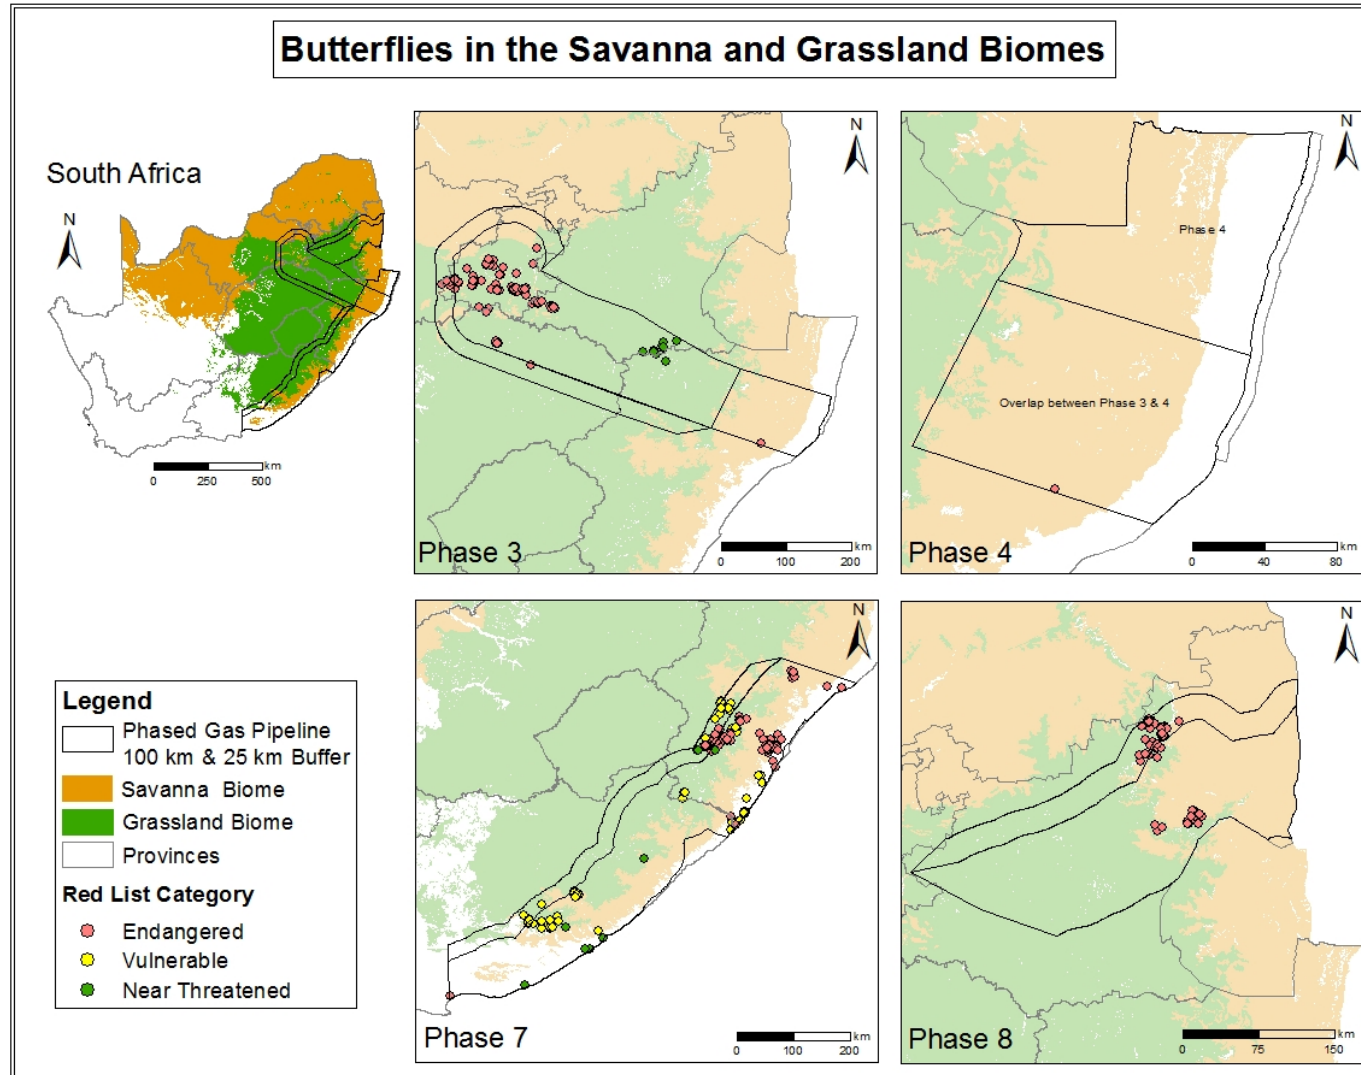 Butterflies in the Savanna and Grassland Biomes
South Africa
N
km
0 250 500
N
km
0 100 200
Phase 3
N
Phase 4
Overlap between Phase 3 & 4
km
0 40 80
Phase 4
Legend
Phased Gas Pipeline
100 km & 25 km Buffer
Savanna Biome
Grassland Biome
Provinces
Red List Category
Endangered
Vulnerable
Near Threatened
N
km
0 100 200
Phase 7
N
km
0 75 150
Phase 8